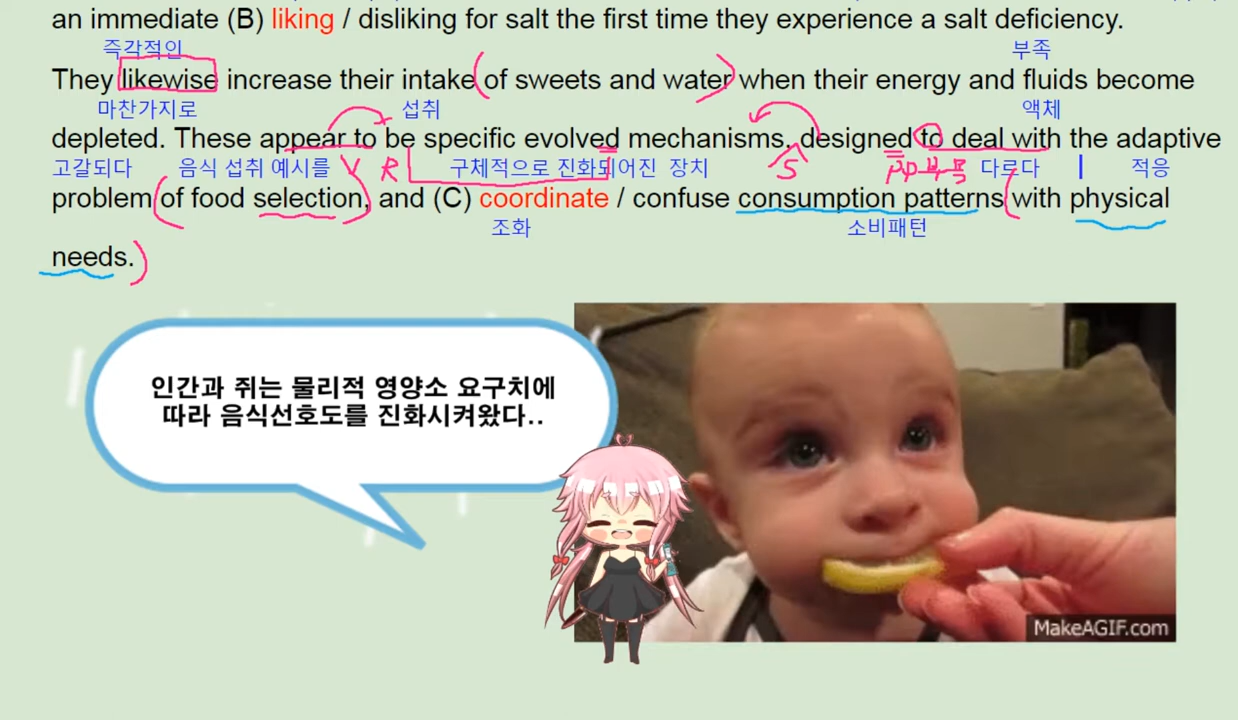 an immediate (B) liking / disliking for salt the first time they experience a salt deficiency.
즉각적인 부족
They likewise increase their intake of sweets and water when their energy and fluids become
마찬가지로 섭취 액체
depleted. These appear to be specific evolved mechanisms, designed to deal with the adaptive
고갈되다 음식 섭취 예시를 V R 구체적으로 진화되어진 장치 S 다르다 적응
problem of food selection, and (C) coordinate / confuse consumption patterns with physical
조화 소비패턴
needs.
인간과 쥐는 물리적 영양소 요구치에
따라 음식선호도를 진화시켜왔다..
MakeAGIF.com